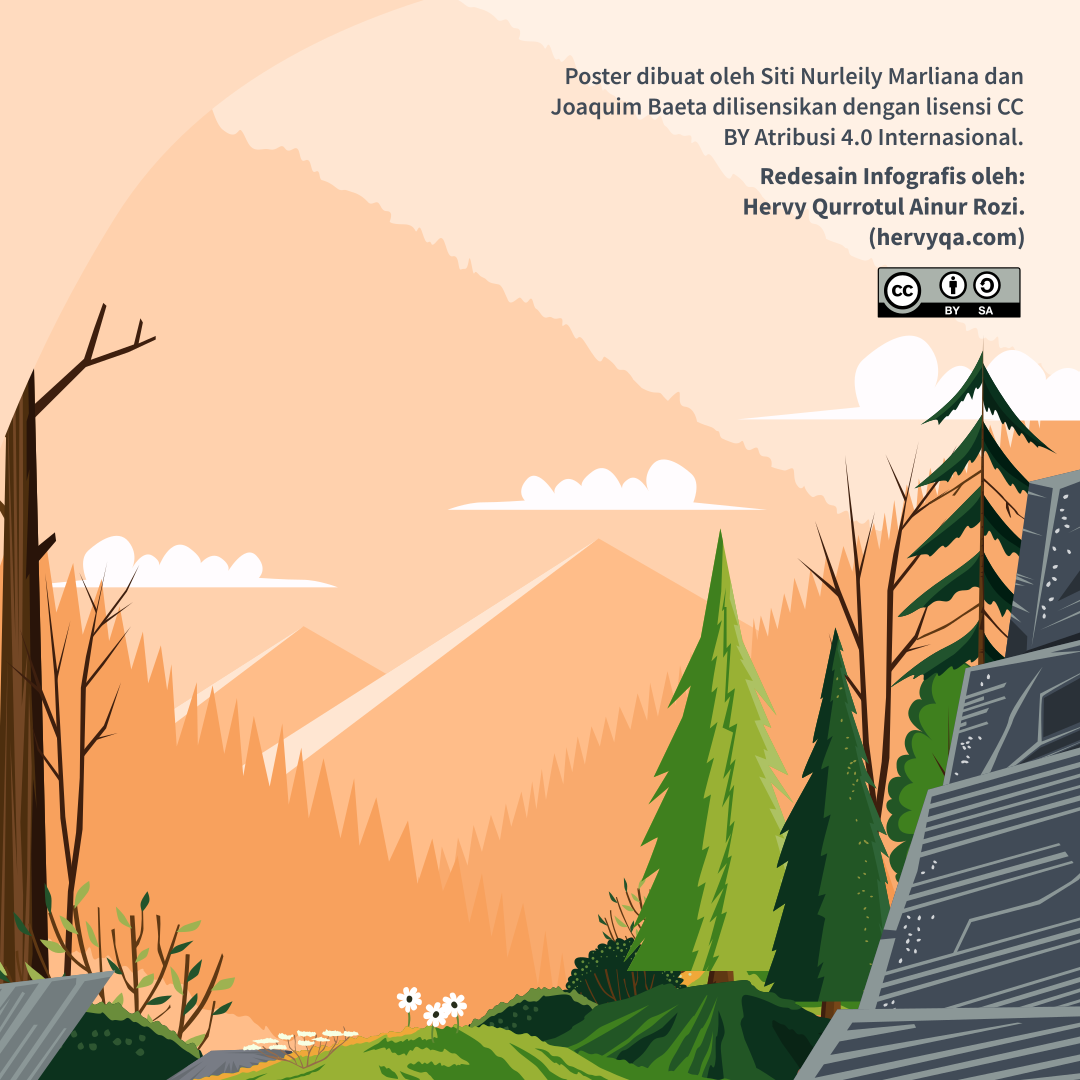 Poster dibuat oleh Siti Nurleily Marliana dan
Joaquim Baeta dilisensikan dengan lisensi CC
BY Atribusi 4.0 Internasional.
Redesain Infografis oleh:
Hervy Qurrotul Ainur Rozi.
(hervyqa.com)
cc
BY SA